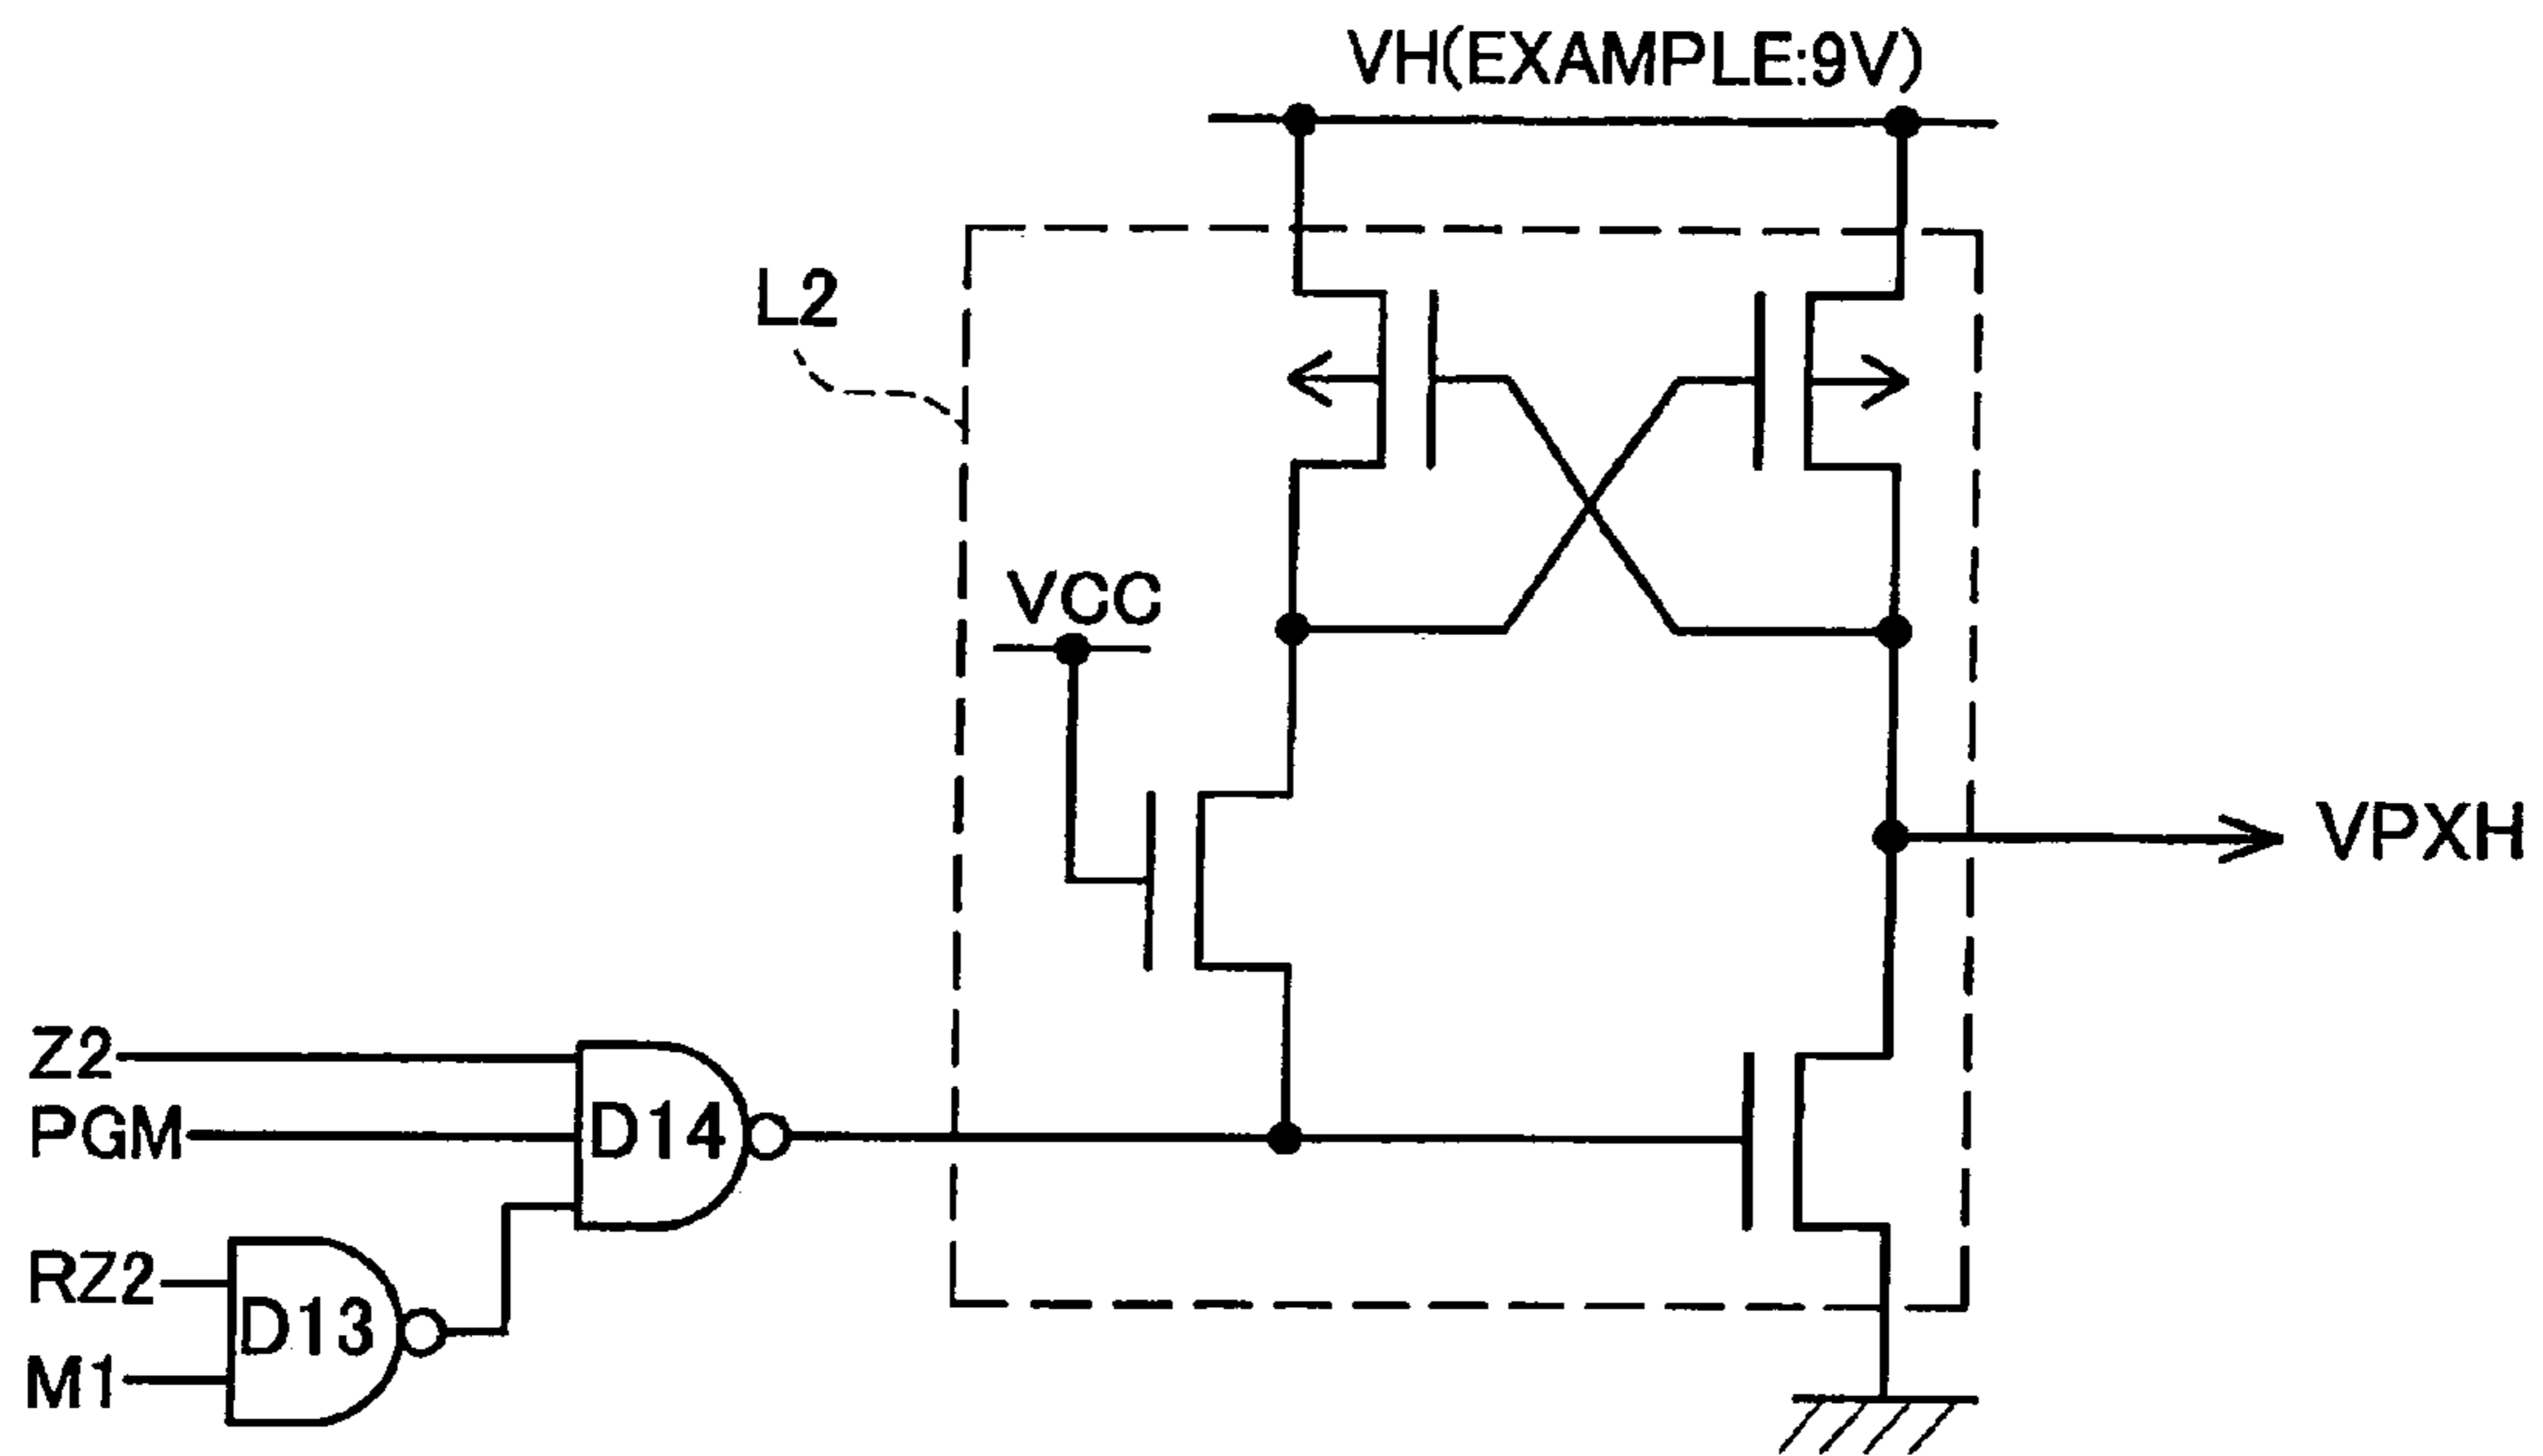 VH(EXAMPLE:9V)
L2
VCC
VPXH
Z2
PGM
D14
RZ2
D13
M1